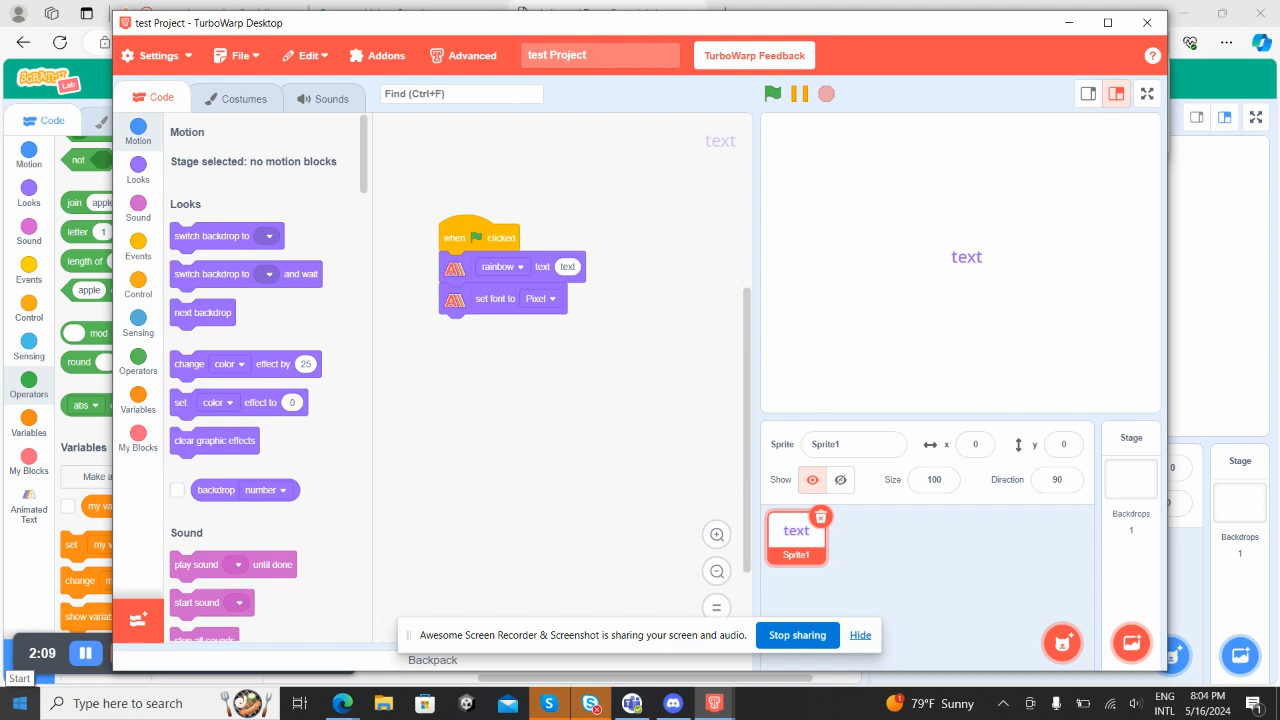 test Project - TurboWarp Desktop
Settings File Edit Addons Advanced test Project TurboWarp Feedback ?
SCRATCH
Lab
Code Costumes Sounds Find (Ctrl+F)
Code
Motion
Looks
Sound
Events
Control
Sensing
Operators
Variables
My Blocks
Animated
Text
not
join apple
letter 1
length of
apple
mod
round
abs
Variables
Make a
my va
set my v
change m
show variab
Motion
Looks
Sound
Events
Control
Sensing
Operators
Variables
My Blocks
Motion
Stage selected: no motion blocks
Looks
switch backdrop to
switch backdrop to and wait
next backdrop
change color effect by 25
set color effect to 0
clear graphic effects
backdrop number
Sound
play sound until done
start sound
stop all sounds
text
when clicked
rainbow text text
set font to Pixel
text
Sprite Sprite1 x 0 y 0
Show Size 100 Direction 90
text
Sprite1
Stage
Backdrops
1
Stage
Backdrops
1
Awesome Screen Recorder & Screenshot is sharing your screen and audio. Stop sharing Hide
Backpack
2:09
Start
Type here to search
79°F Sunny
ENG
INTL
8:04 PM
5/16/2024